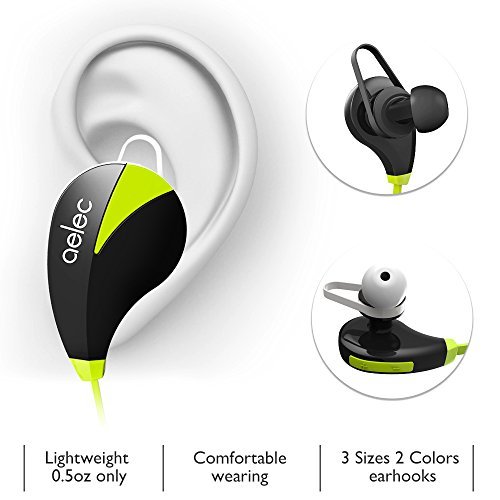 aelec
Lightweight
0.5oz only
Comfortable
wearing
3 Sizes 2 Colors
earhooks